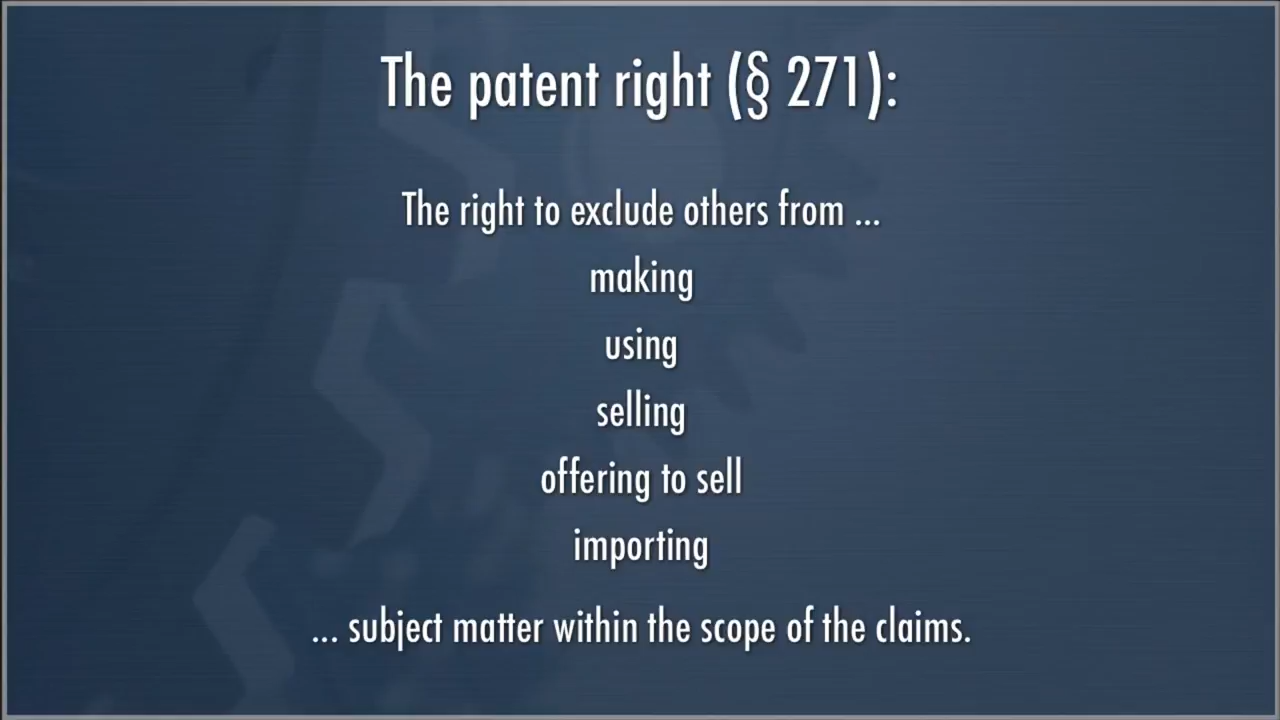 The patent right (§ 271):
The right to exclude others from ...
making
using
selling
offering to sell
importing
... subject matter within the scope of the claims.